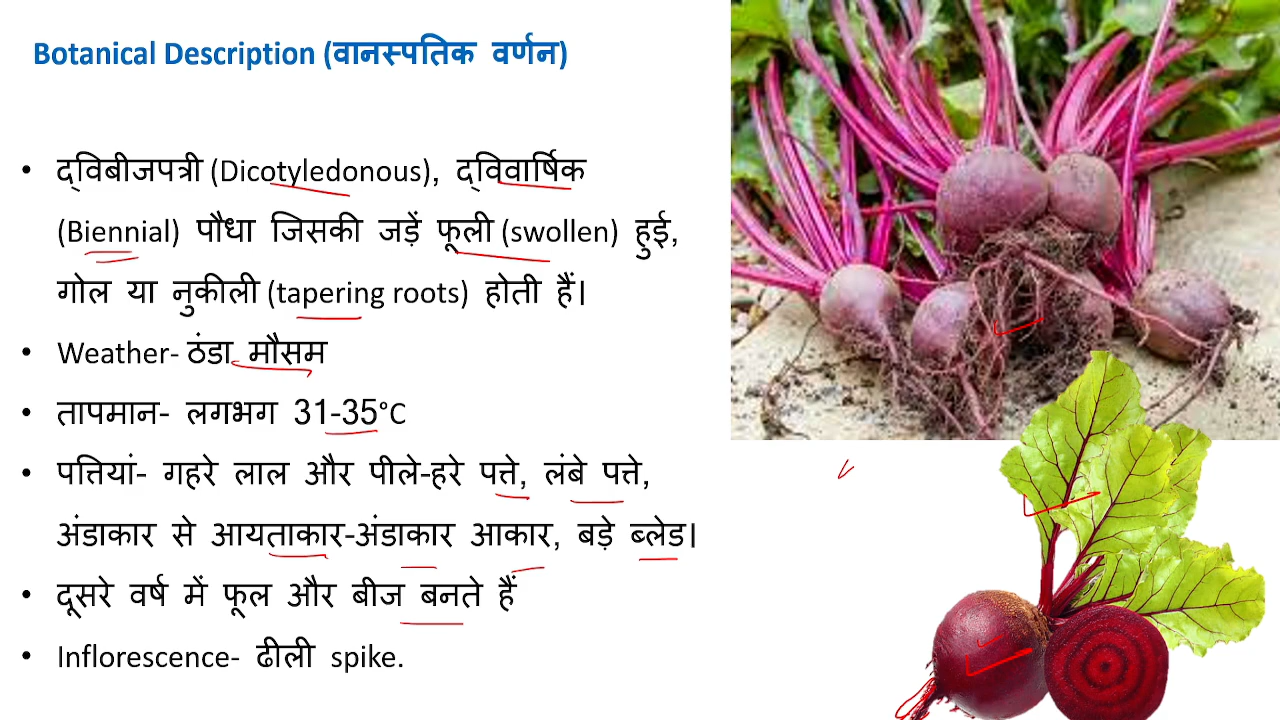 Botanical Description (वानस्पतिक वर्णन)
• द्विबीजपत्री (Dicotyledonous), द्विवार्षिक
(Biennial) पौधा जिसकी जड़ें फूली (swollen) हुई,
गोल या नुकीली (tapering roots) होती हैं।
• Weather- ठंडा मौसम
• तापमान- लगभग 31-35°C
• पत्तियां- गहरे लाल और पीले-हरे पत्ते, लंबे पत्ते,
अंडाकार से आयताकार-अंडाकार आकार, बड़े ब्लेड।
• दूसरे वर्ष में फूल और बीज बनते हैं
• Inflorescence- ढीली spike.